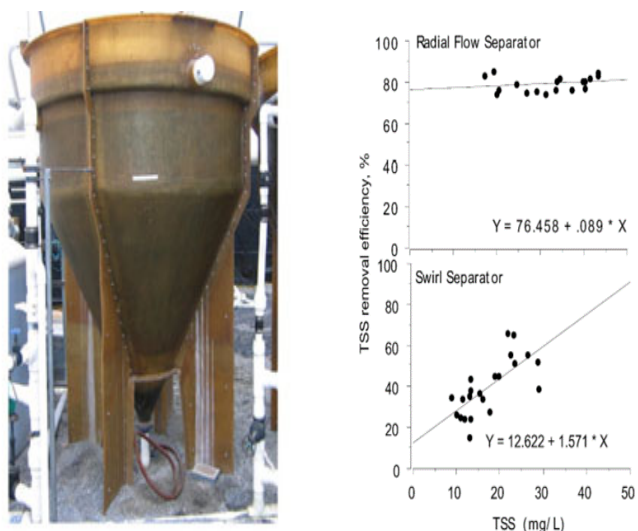 100
Radial Flow Separator
80
60
40
20
Y = 76.458 + .089 * X
0
TSS removal efficiency, %
100
Swirl Separator
80
60
40
20
Y = 12.622 + 1.571 * X
0
0 10 20 30 40 50
TSS (mg/L)